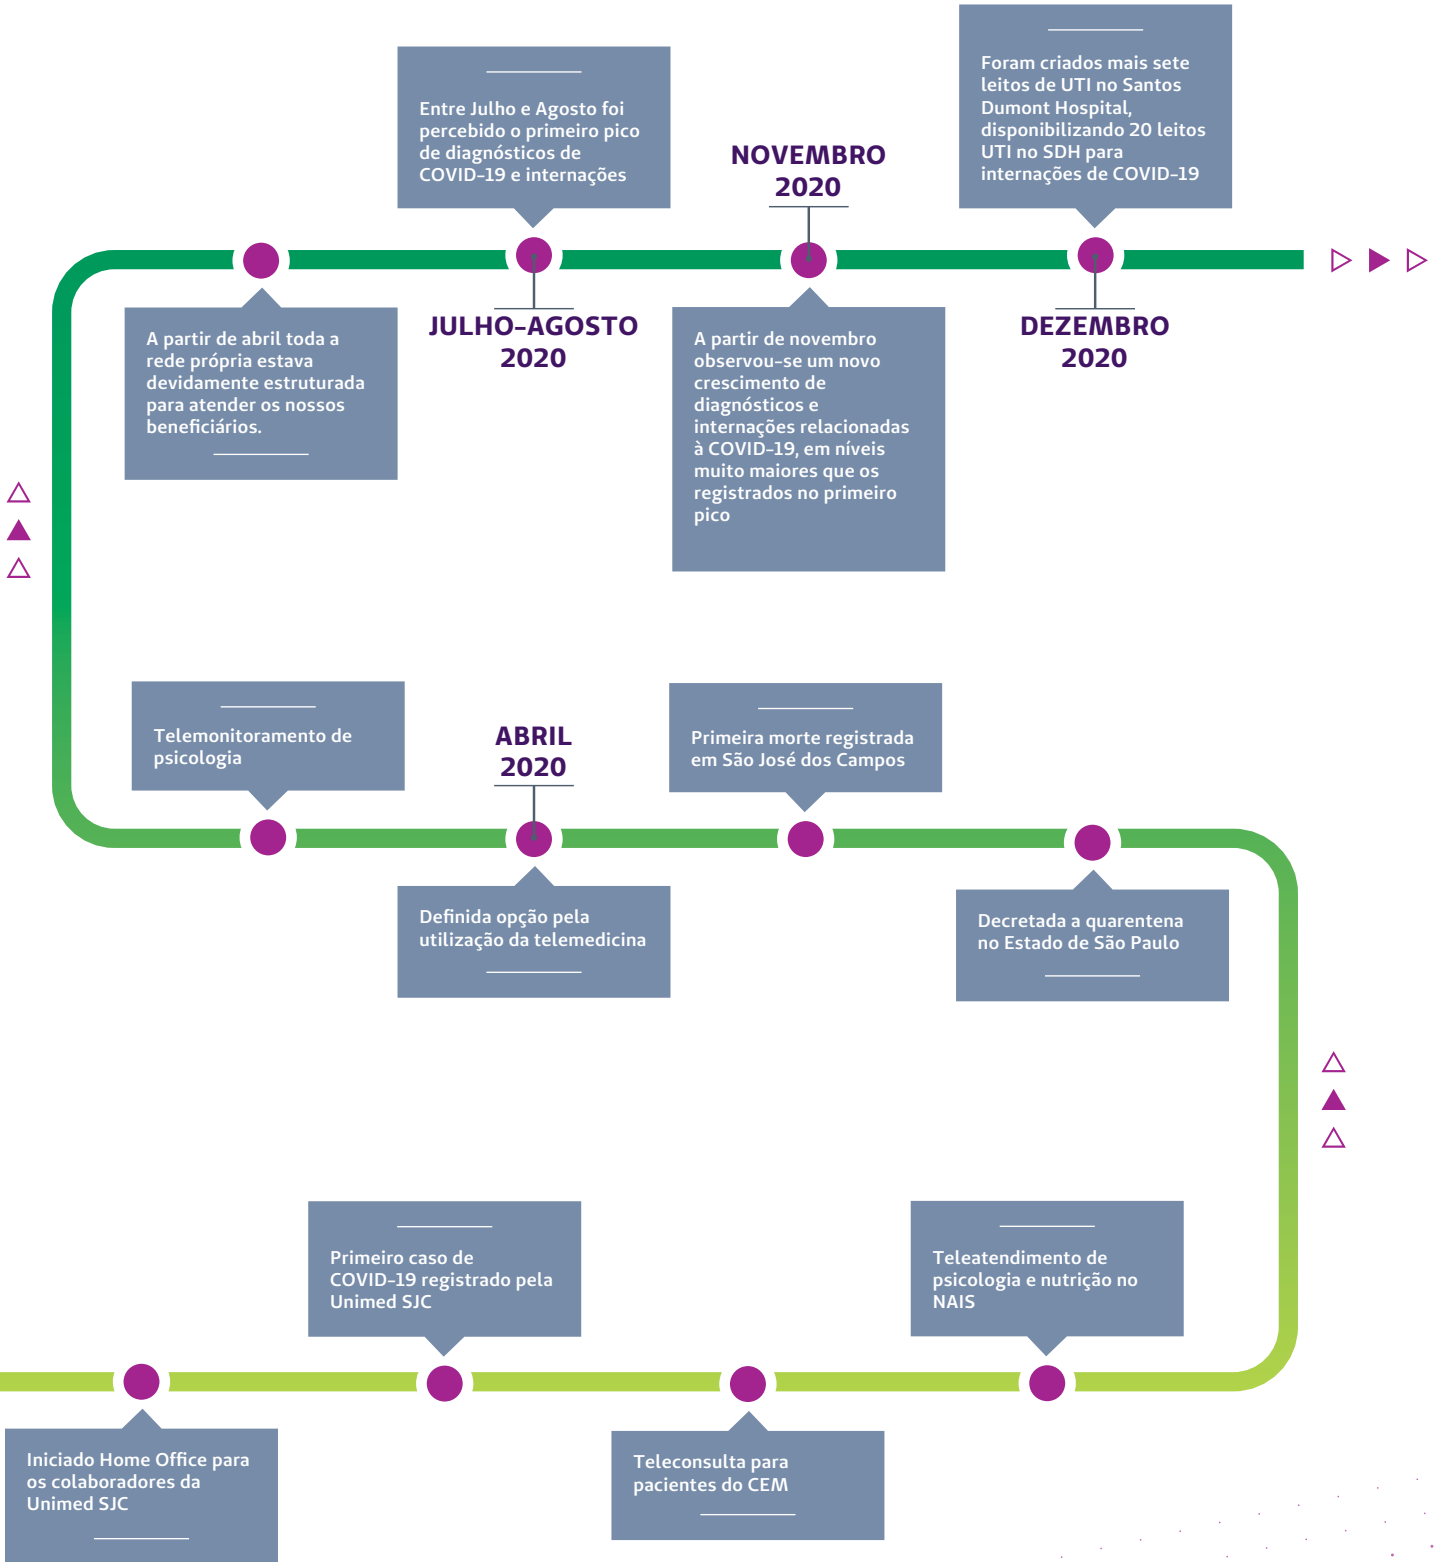 Entre Julho e Agosto foi
percebido o primeiro pico
de diagnósticos de
COVID-19 e internações
NOVEMBRO
2020
Foram criados mais sete
leitos de UTI no Santos
Dumont Hospital,
disponibilizando 20 leitos
UTI no SDH para
internações de COVID-19
A partir de abril toda a
rede própria estava
devidamente estruturada
para atender os nossos
beneficiários.
JULHO-AGOSTO
2020
A partir de novembro
observou-se um novo
crescimento de
diagnósticos e
internações relacionadas
à COVID-19, em níveis
muito maiores que os
registrados no primeiro
pico
DEZEMBRO
2020
Telemonitoramento de
psicologia
ABRIL
2020
Primeira morte registrada
em São José dos Campos
Definida opção pela
utilização da telemedicina
Decretada a quarentena
no Estado de São Paulo
Primeiro caso de
COVID-19 registrado pela
Unimed SJC
Teleatendimento de
psicologia e nutrição no
NAIS
Iniciado Home Office para
os colaboradores da
Unimed SJC
Teleconsulta para
pacientes do CEM